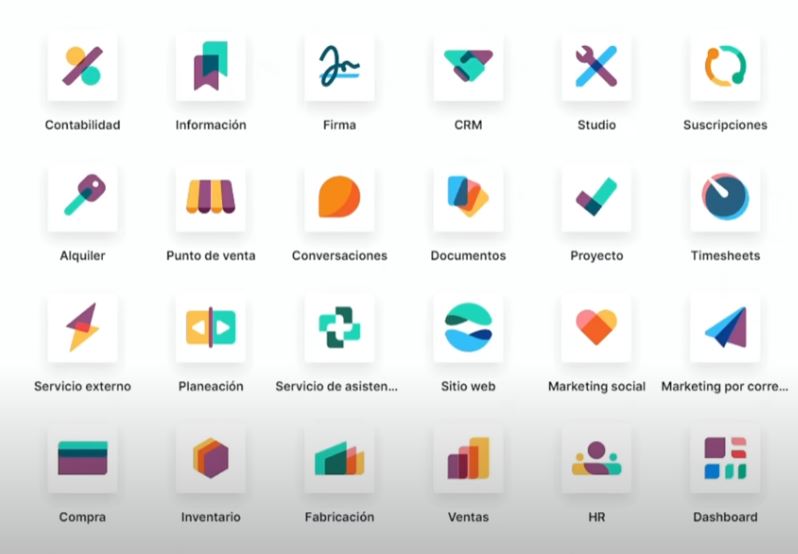 Contabilidad
Información
Firma
CRM
Studio
Suscripciones
Alquiler
Punto de venta
Conversaciones
Documentos
Proyecto
Timesheets
Servicio externo
Planeación
Servicio de asisten...
Sitio web
Marketing social
Marketing por corre...
Compra
Inventario
Fabricación
Ventas
HR
Dashboard